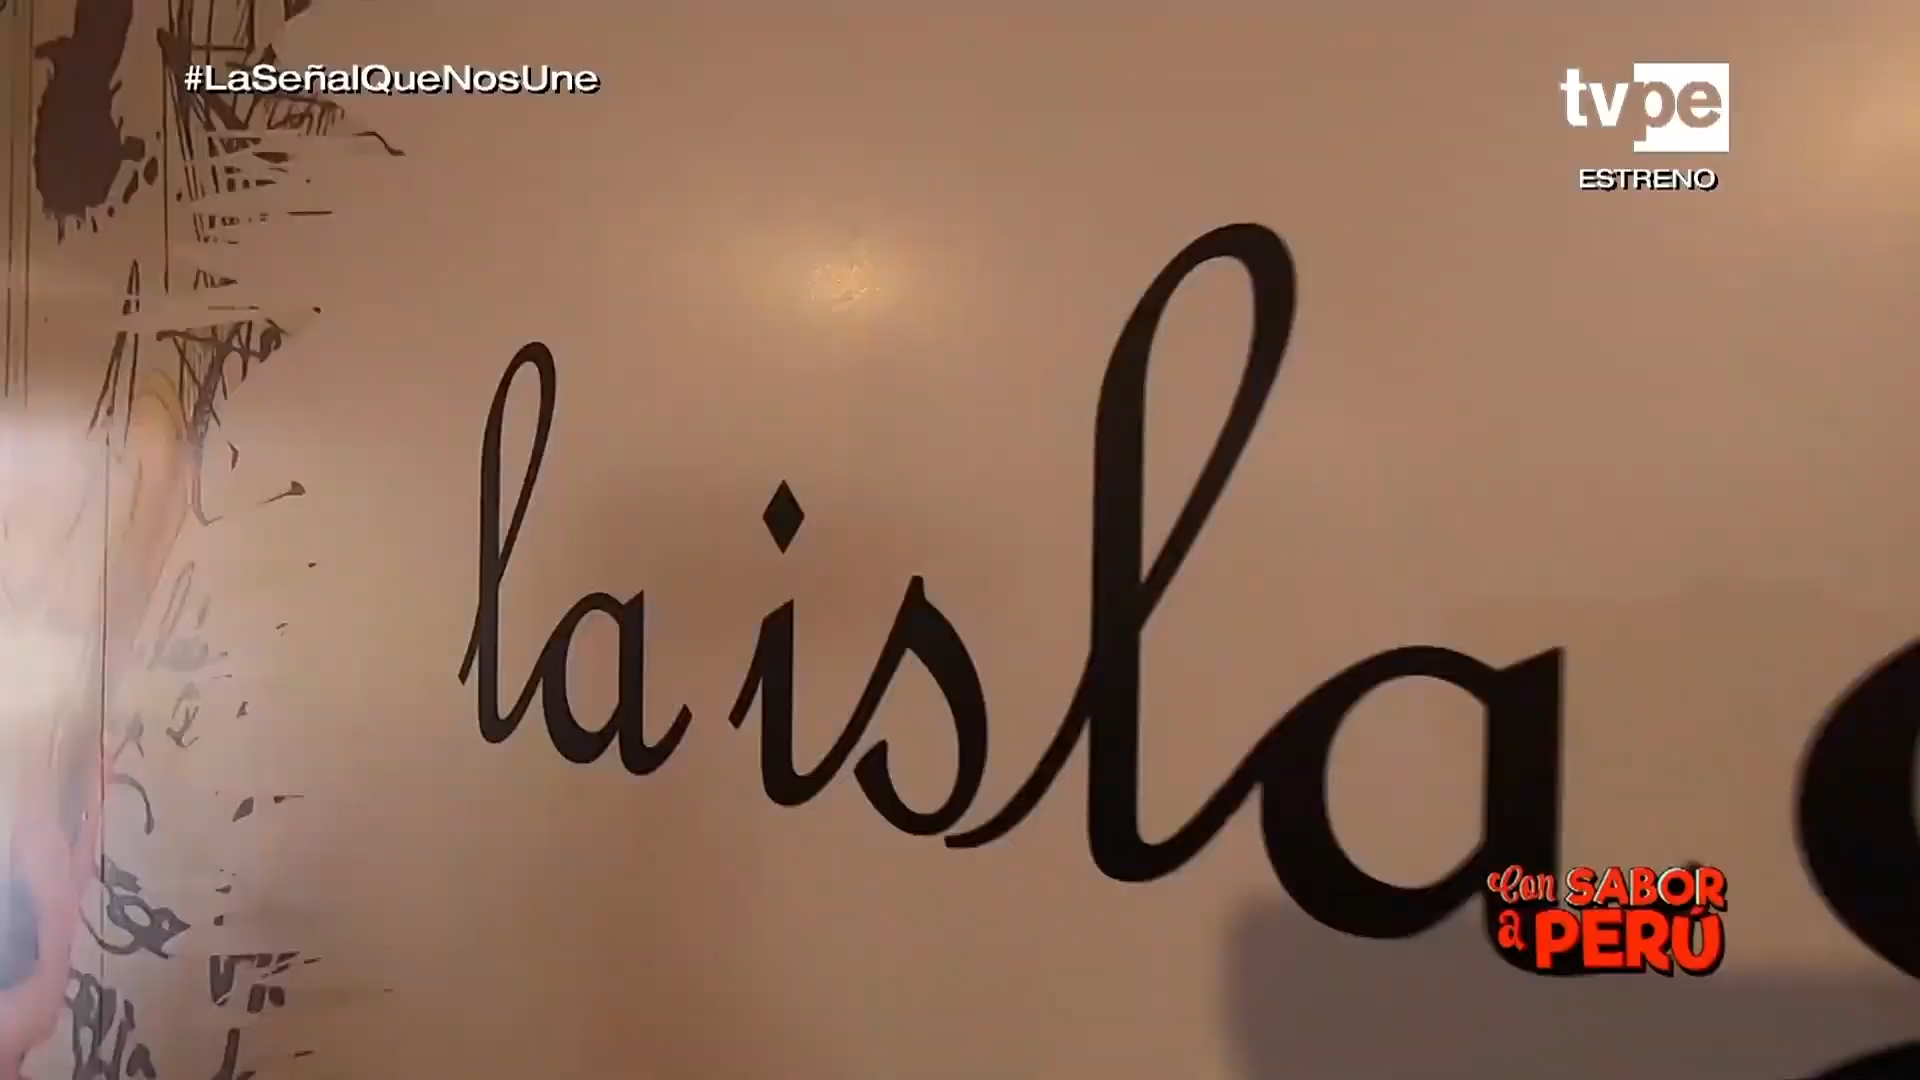 #LaSeñalQueNosUne
tvpe
ESTRENO
la isla
Con SABOR
a PERÚ